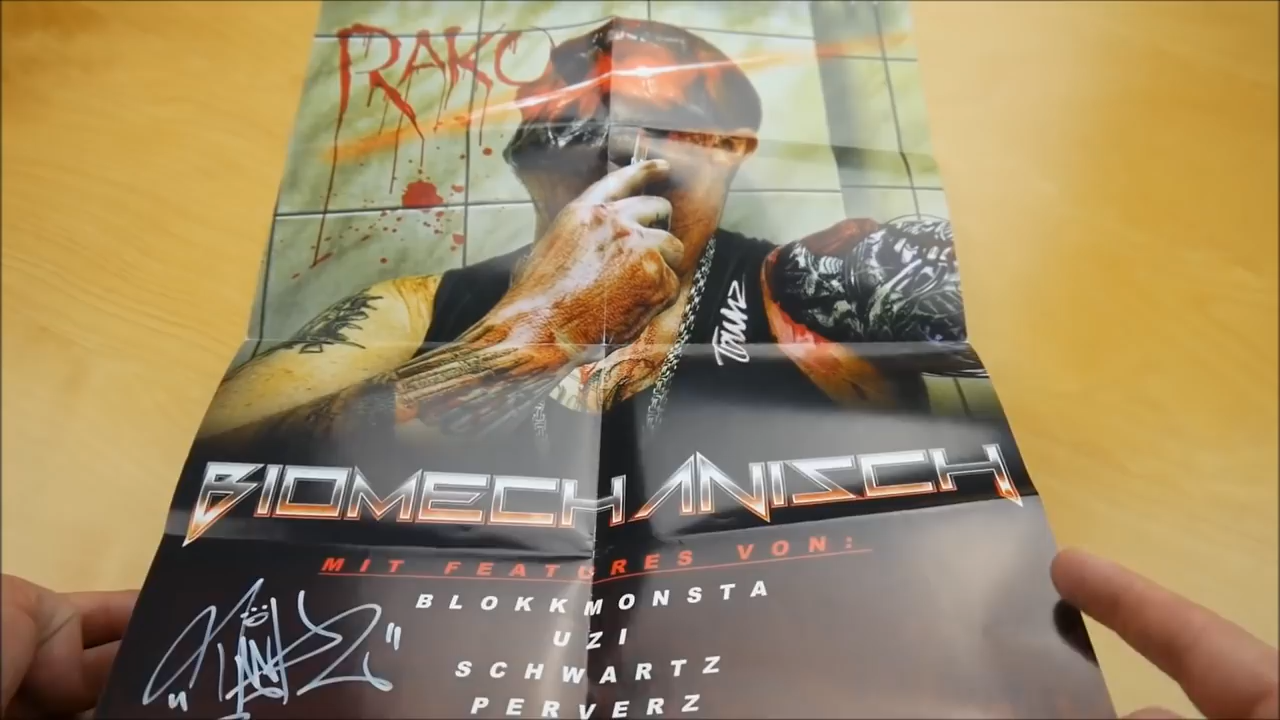 RAKO
BIOMECHANISCH
MIT FEATURES VON:
BLOKKMONSTA
UZI
SCHWARTZ
PERVERZ